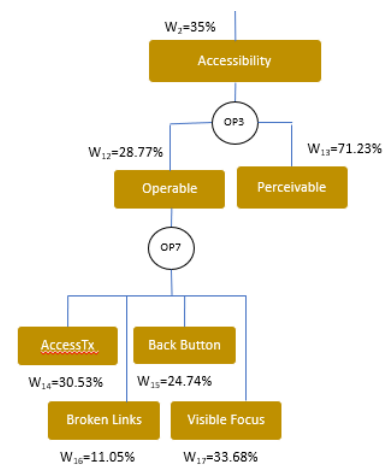 W₂=35%
Accessibility
OP3
W₁₂=28.77%
W₁₃=71.23%
Operable
Perceivable
OP7
AccessTx
Back Button
W₁₄=30.53%
W₁₅=24.74%
Broken Links
Visible Focus
W₁₆=11.05%
W₁₇=33.68%